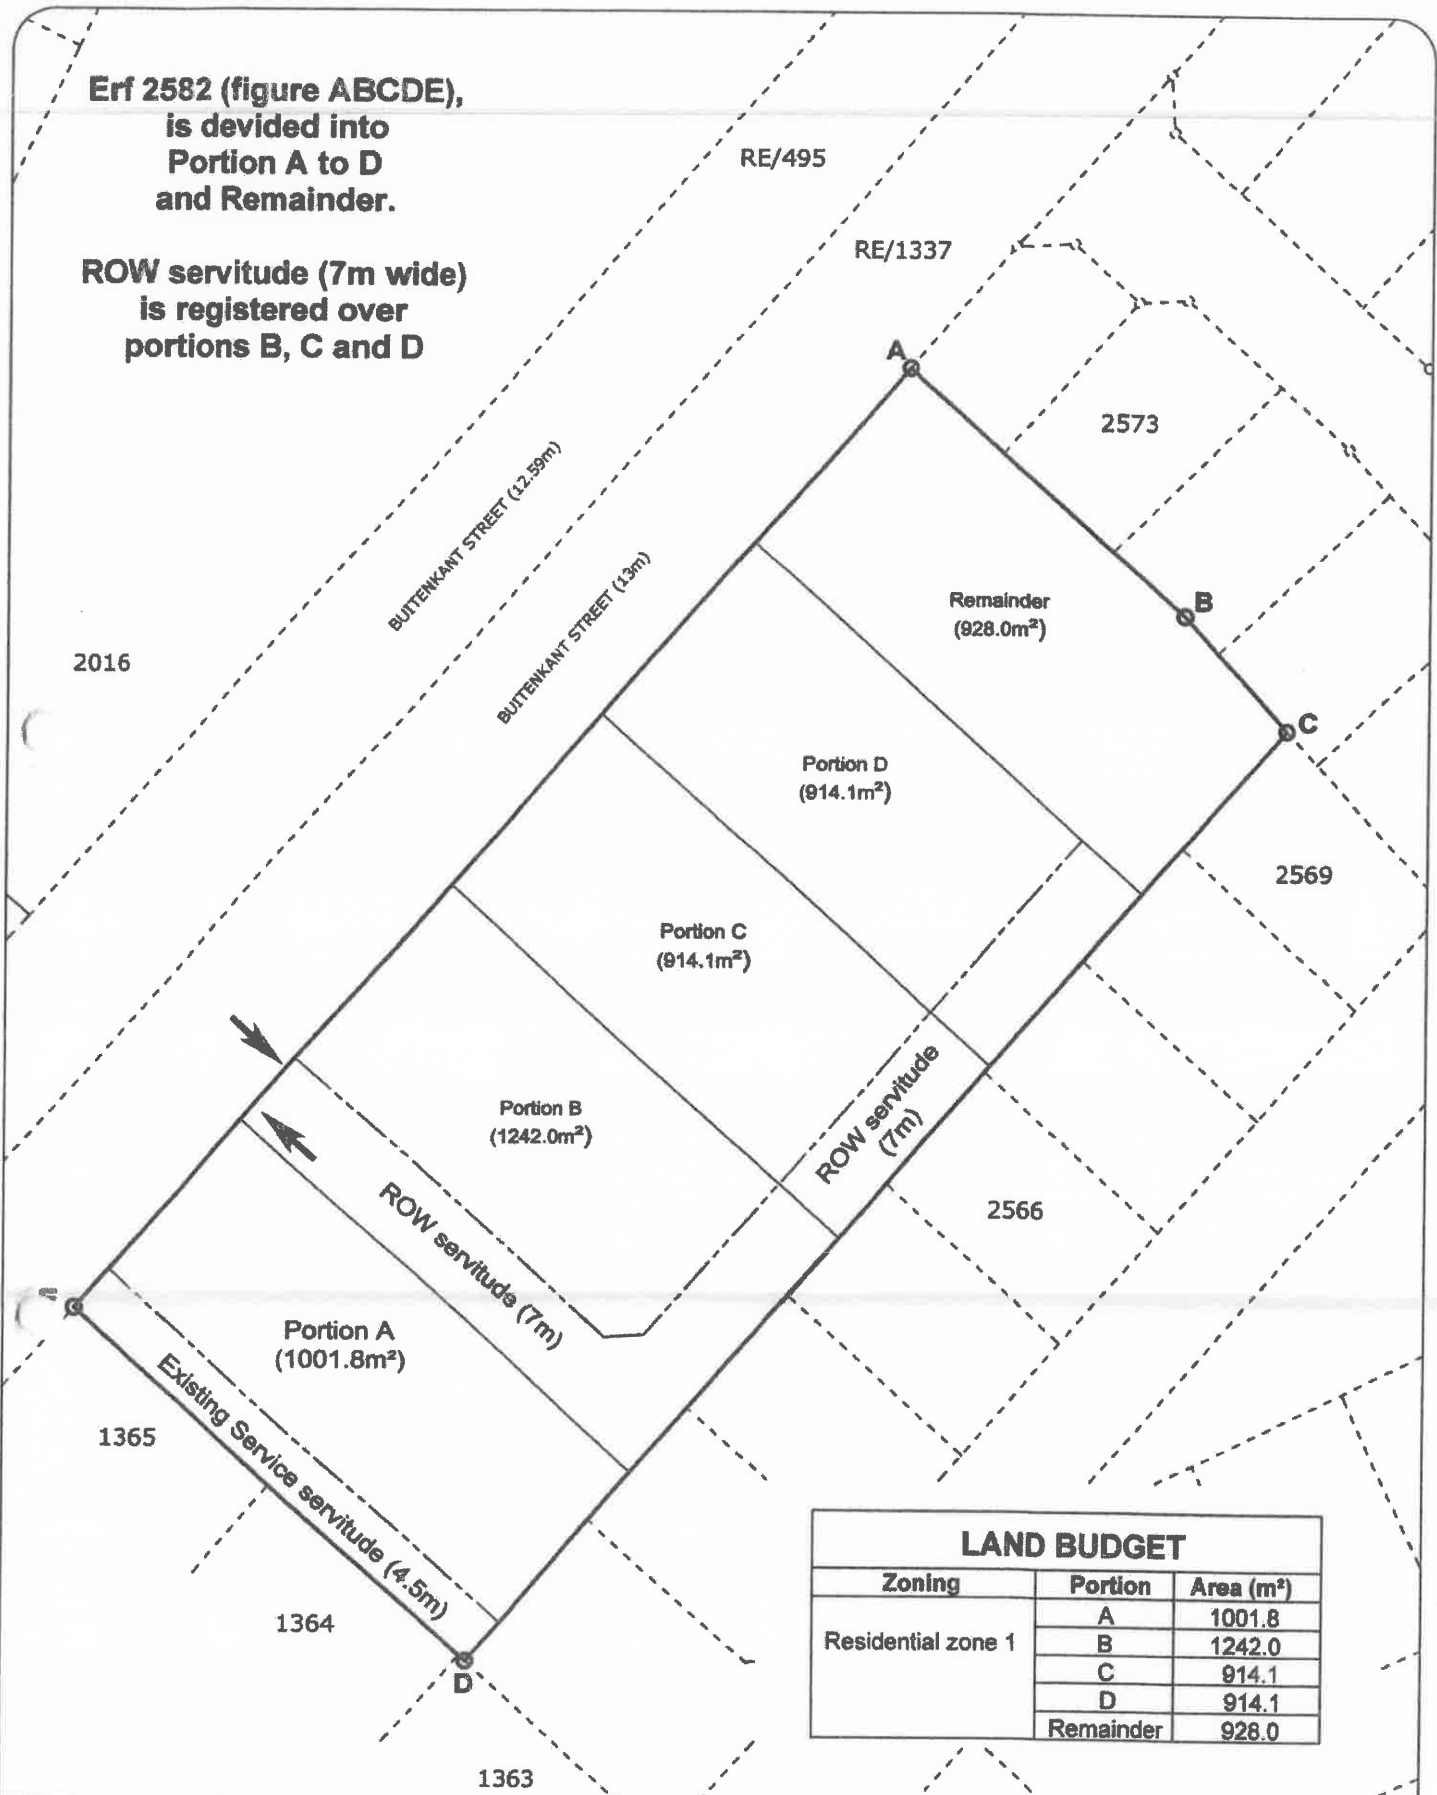 Erf 2582 (figure ABCDE),
is devided into
Portion A to D
and Remainder.
ROW servitude (7m wide)
is registered over
portions B, C and D
RE/495
RE/1337
A
2573
BUITENKANT STREET (12.59m)
BUITENKANT STREET (13m)
Remainder
(928.0m²)
B
2016
C
Portion D
(914.1m²)
2569
Portion C
(914.1m²)
ROW servitude
(7m)
Portion B
(1242.0m²)
ROW servitude (7m)
2566
Portion A
(1001.8m²)
Existing Service servitude (4.5m)
1365
1364
D
1363
LAND BUDGET
Zoning Portion Area (m²)
A 1001.8
Residential zone 1 B 1242.0
C 914.1
D 914.1
Remainder 928.0